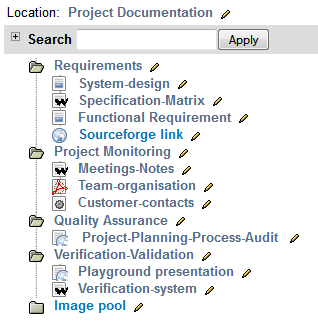 Location: Project Documentation
Search Apply
Requirements
System-design
Specification-Matrix
Functional Requirement
Sourceforge link
Project Monitoring
Meetings-Notes
Team-organisation
Customer-contacts
Quality Assurance
Project-Planning-Process-Audit
Verification-Validation
Playground presentation
Verification-system
Image pool